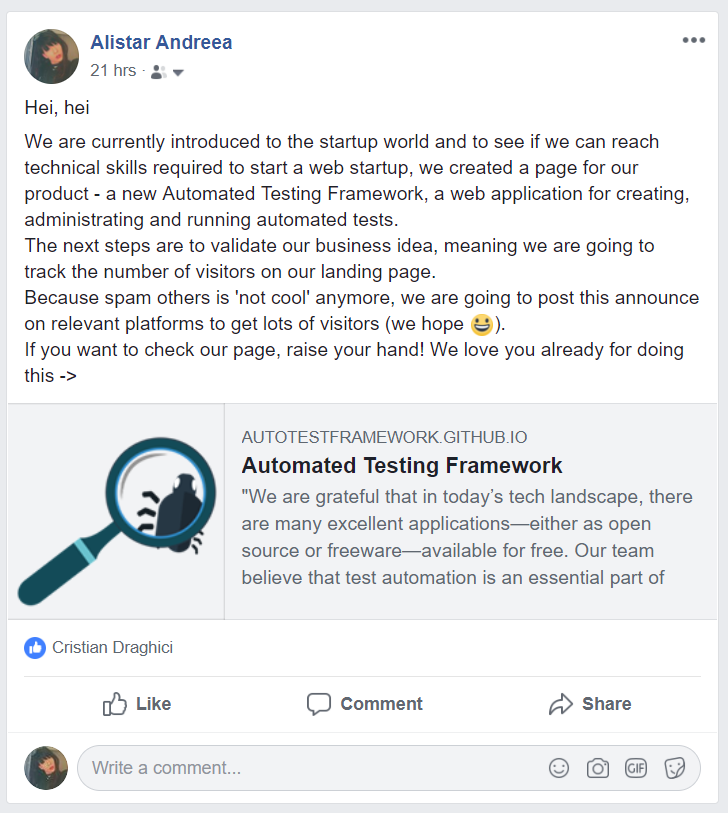 Alistar Andreea
21 hrs ·
Hei, hei
We are currently introduced to the startup world and to see if we can reach
technical skills required to start a web startup, we created a page for our
product - a new Automated Testing Framework, a web application for creating,
administrating and running automated tests.
The next steps are to validate our business idea, meaning we are going to
track the number of visitors on our landing page.
Because spam others is 'not cool' anymore, we are going to post this announce
on relevant platforms to get lots of visitors (we hope 😀).
If you want to check our page, raise your hand! We love you already for doing
this ->
AUTOTESTFRAMEWORK.GITHUB.IO
Automated Testing Framework
"We are grateful that in today’s tech landscape, there
are many excellent applications—either as open
source or freeware—available for free. Our team
believe that test automation is an essential part of
Cristian Draghici
Like Comment Share
Write a comment... GIF